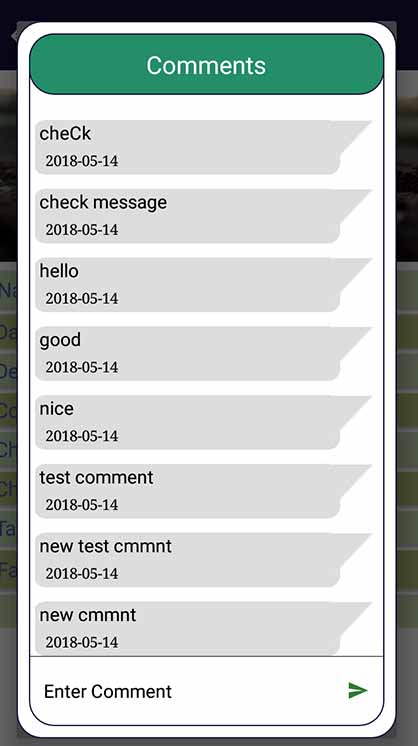 Comments
cheCk
2018-05-14
check message
2018-05-14
hello
2018-05-14
good
2018-05-14
nice
2018-05-14
test comment
2018-05-14
new test cmmnt
2018-05-14
new cmmnt
2018-05-14
Enter Comment